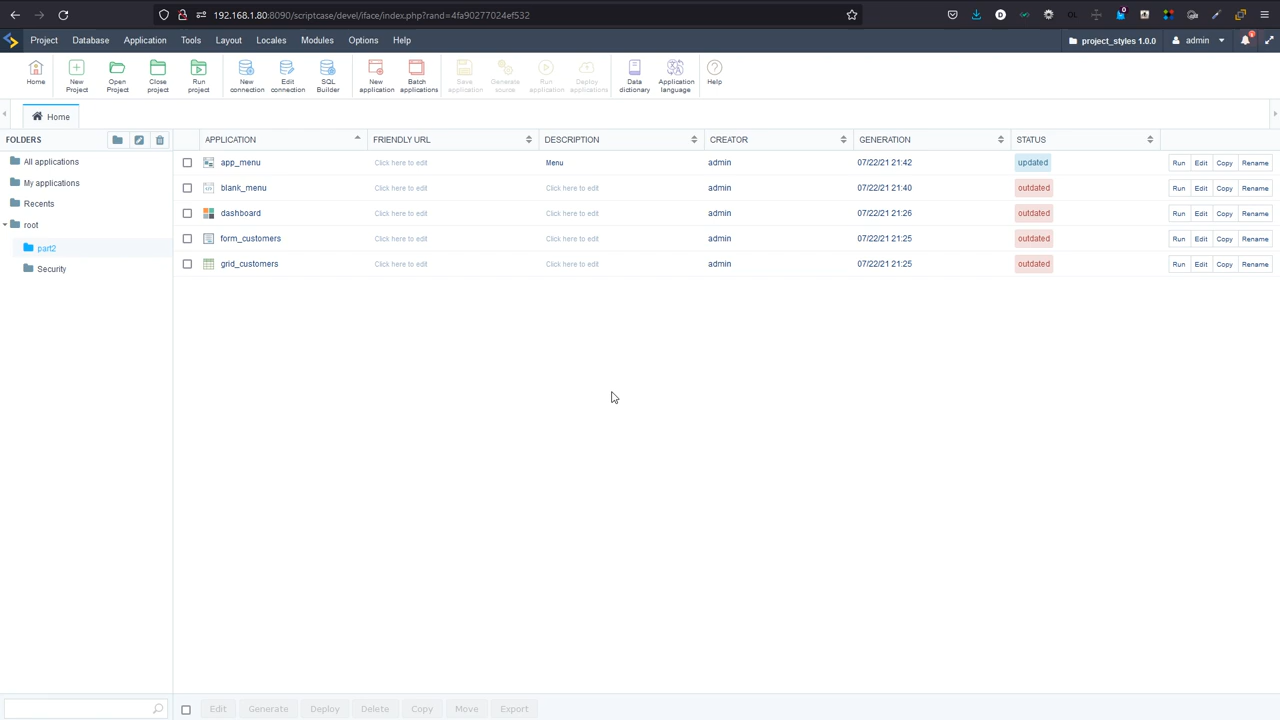 192.168.1.80:8090/scriptcase/devel/iface/index.php?rand=4fa90277024ef532
Project Database Application Tools Layout Locales Modules Options Help project_styles 1.0.0 admin
Home New Project Open Project Close project Run project New connection Edit connection SQL Builder New application Batch applications Save application Generate source Run application Deploy applications Data dictionary Application language Help
Home
FOLDERS
All applications
My applications
Recents
root
part2
Security
APPLICATION FRIENDLY URL DESCRIPTION CREATOR GENERATION STATUS
app_menu Click here to edit Menu admin 07/22/21 21:42 updated Run Edit Copy Rename
blank_menu Click here to edit Click here to edit admin 07/22/21 21:40 outdated Run Edit Copy Rename
dashboard Click here to edit Click here to edit admin 07/22/21 21:26 outdated Run Edit Copy Rename
form_customers Click here to edit Click here to edit admin 07/22/21 21:25 outdated Run Edit Copy Rename
grid_customers Click here to edit Click here to edit admin 07/22/21 21:25 outdated Run Edit Copy Rename
Edit Generate Deploy Delete Copy Move Export